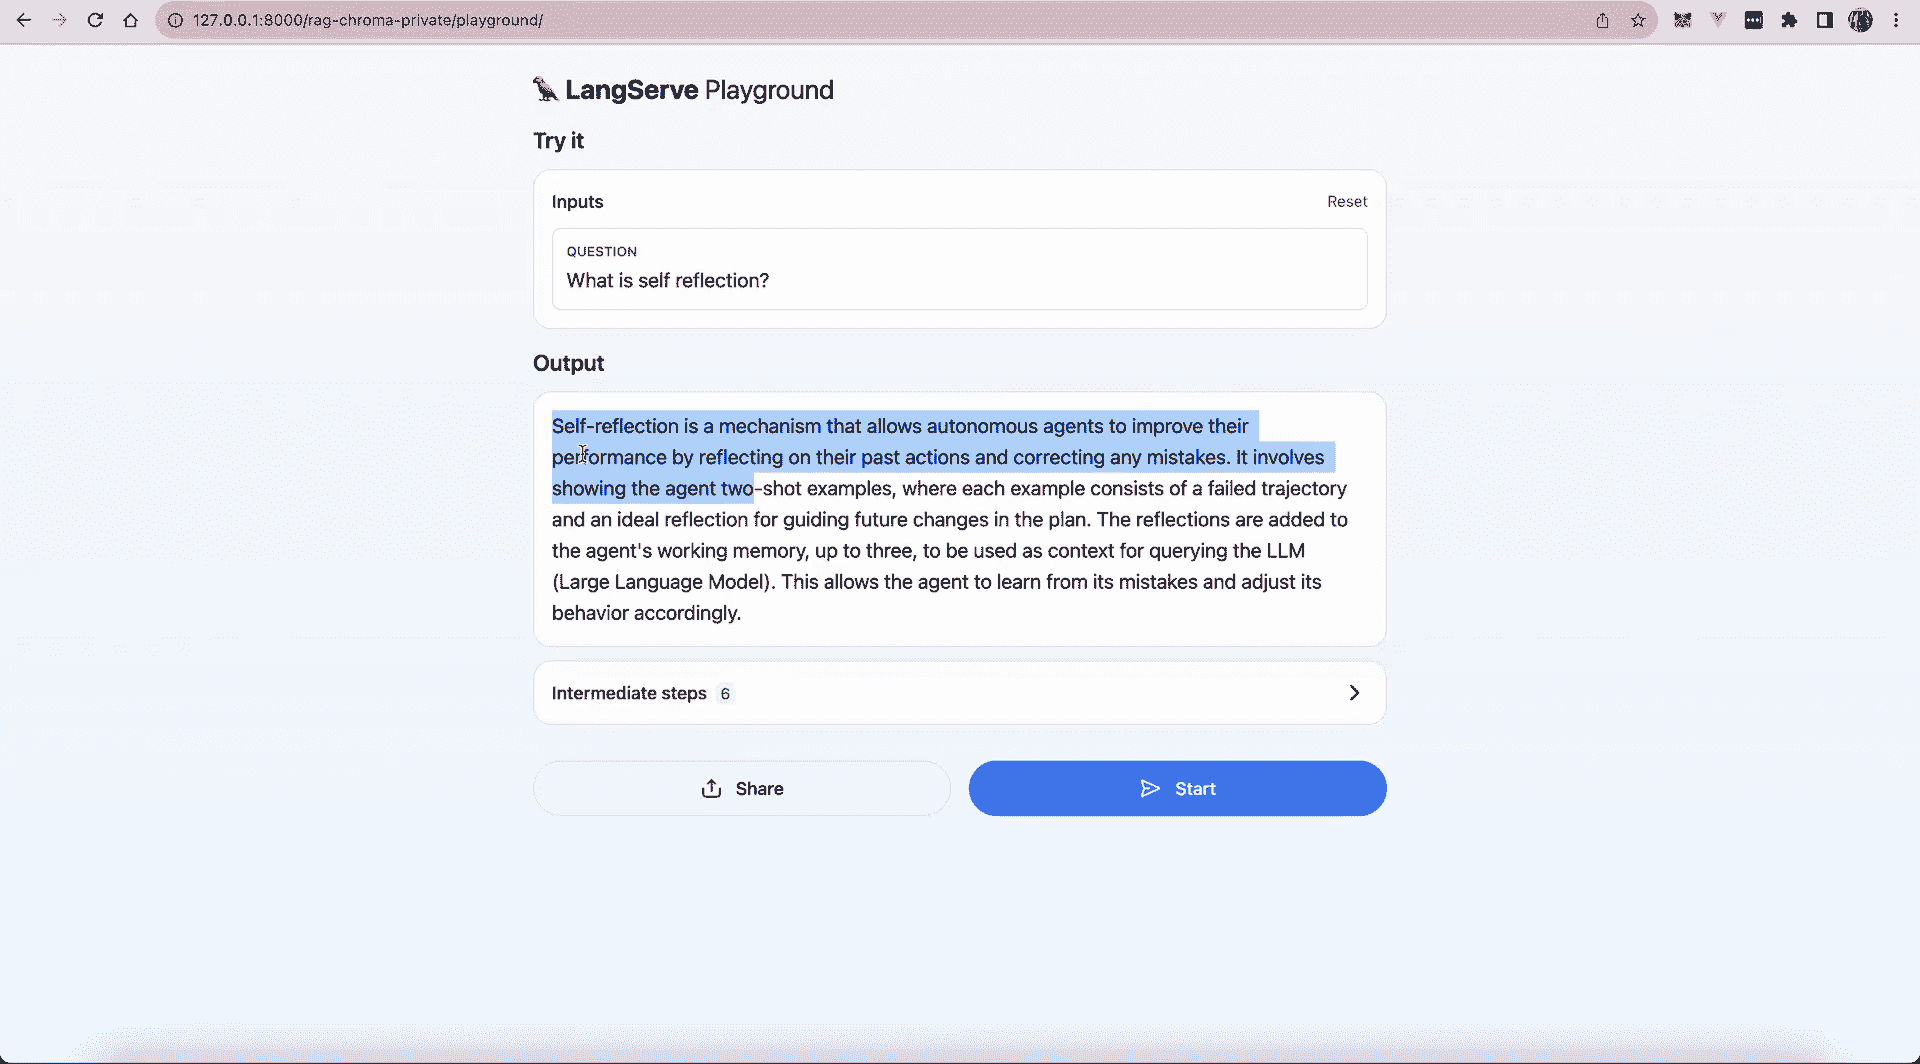 127.0.0.1:8000/rag-chroma-private/playground/
LangServe Playground
Try it
Inputs
Reset
QUESTION
What is self reflection?
Output
Self-reflection is a mechanism that allows autonomous agents to improve their
performance by reflecting on their past actions and correcting any mistakes. It involves
showing the agent two-shot examples, where each example consists of a failed trajectory
and an ideal reflection for guiding future changes in the plan. The reflections are added to
the agent's working memory, up to three, to be used as context for querying the LLM
(Large Language Model). This allows the agent to learn from its mistakes and adjust its
behavior accordingly.
Intermediate steps 6
Share
Start